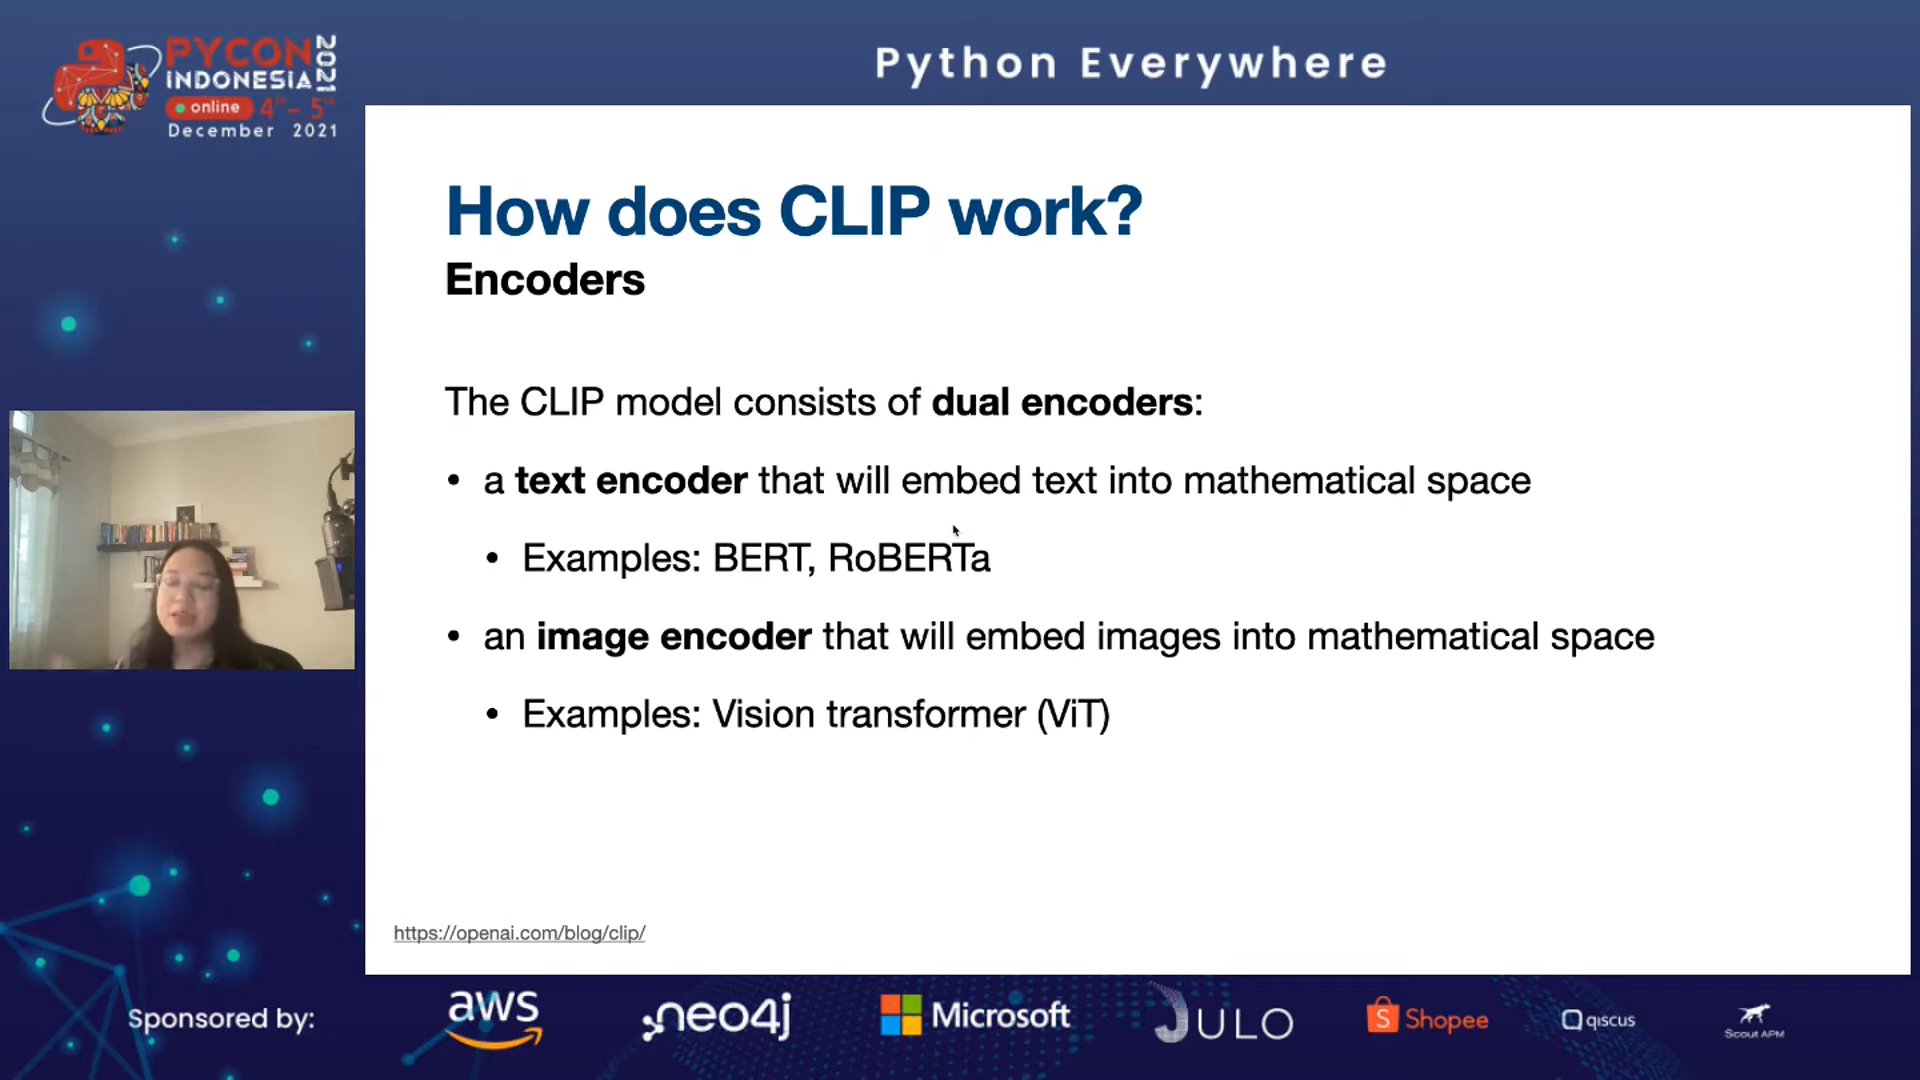 PYCON 2021
INDONESIA
online 4th - 5th
December 2021
Python Everywhere
How does CLIP work?
Encoders
The CLIP model consists of dual encoders:
• a text encoder that will embed text into mathematical space
• Examples: BERT, RoBERTa
• an image encoder that will embed images into mathematical space
• Examples: Vision transformer (ViT)
https://openai.com/blog/clip/
Sponsored by:
aws
neo4j
Microsoft
JULO
Shopee
qiscus
Scout APM